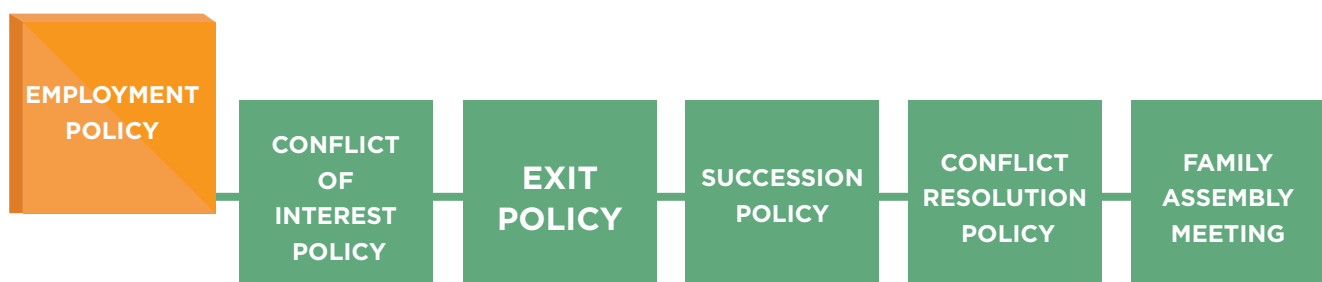 EMPLOYMENT
POLICY
CONFLICT
OF
INTEREST
POLICY
EXIT
POLICY
SUCCESSION
POLICY
CONFLICT
RESOLUTION
POLICY
FAMILY
ASSEMBLY
MEETING